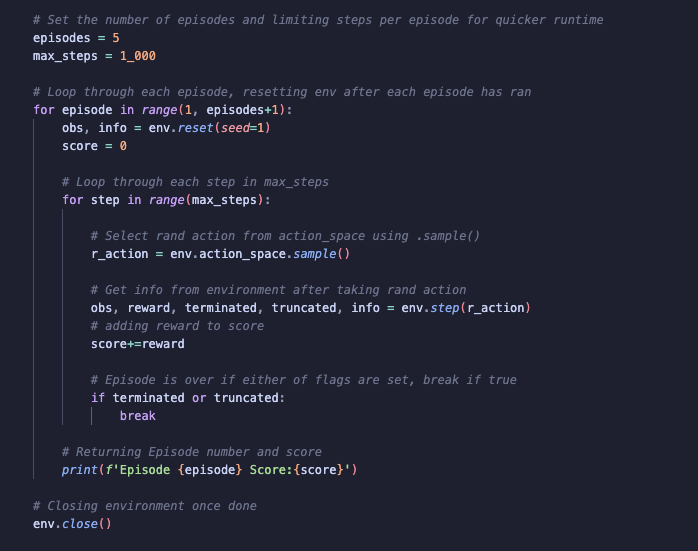 # Set the number of episodes and limiting steps per episode for quicker runtime
episodes = 5
max_steps = 1_000

# Loop through each episode, resetting env after each episode has ran
for episode in range(1, episodes+1):
    obs, info = env.reset(seed=1)
    score = 0

    # Loop through each step in max_steps
    for step in range(max_steps):

        # Select rand action from action_space using .sample()
        r_action = env.action_space.sample()

        # Get info from environment after taking rand action
        obs, reward, terminated, truncated, info = env.step(r_action)
        # adding reward to score
        score+=reward

        # Episode is over if either of flags are set, break if true
        if terminated or truncated:
            break

    # Returning Episode number and score
    print(f'Episode {episode} Score:{score}')

# Closing environment once done
env.close()